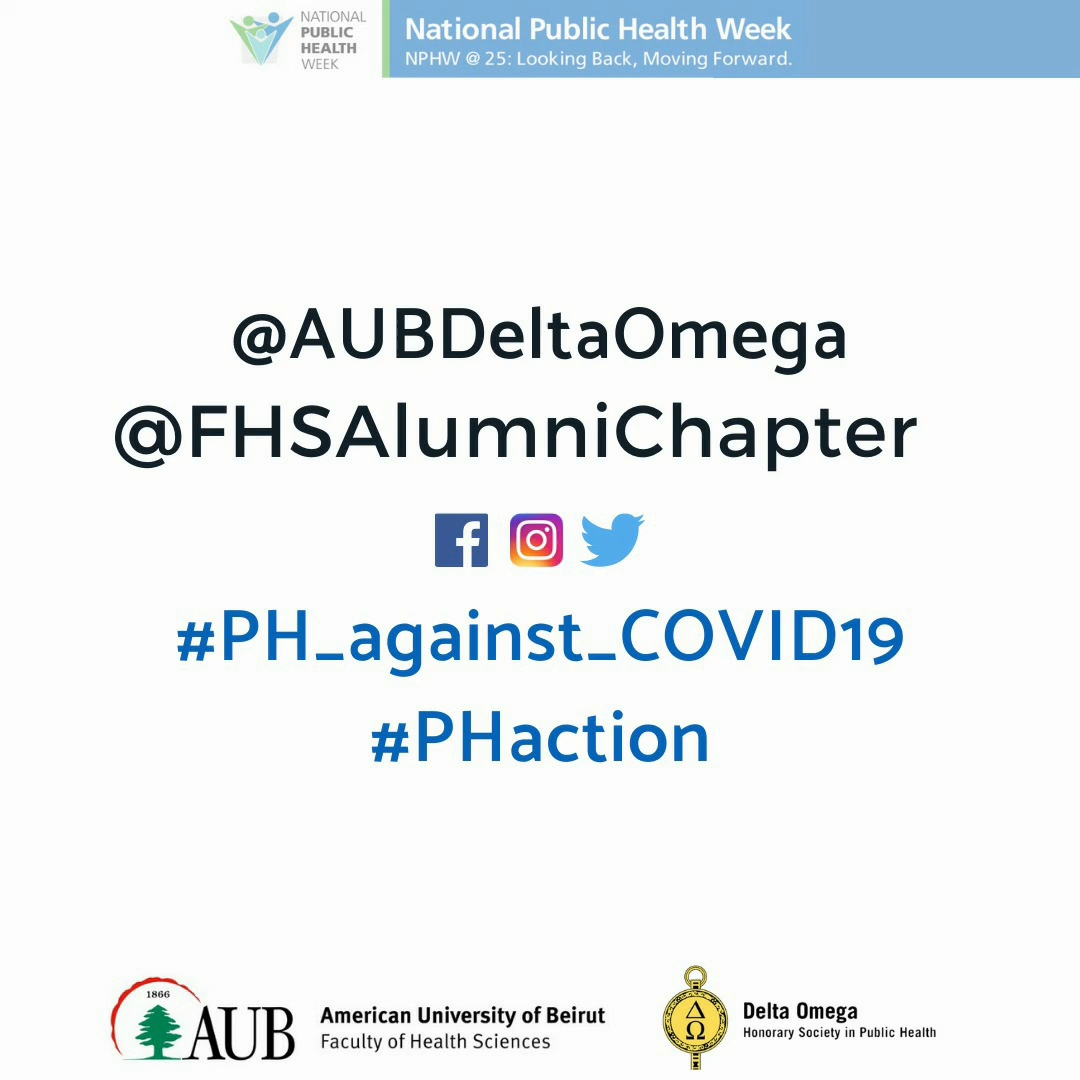 NATIONAL
PUBLIC
HEALTH
WEEK
National Public Health Week
NPHW @ 25: Looking Back, Moving Forward.
@AUBDeltaOmega
@FHSAlumniChapter
#PH_against_COVID19
#PHaction
1866
AUB
American University of Beirut
Faculty of Health Sciences
Δ
Ω
Delta Omega
Honorary Society in Public Health